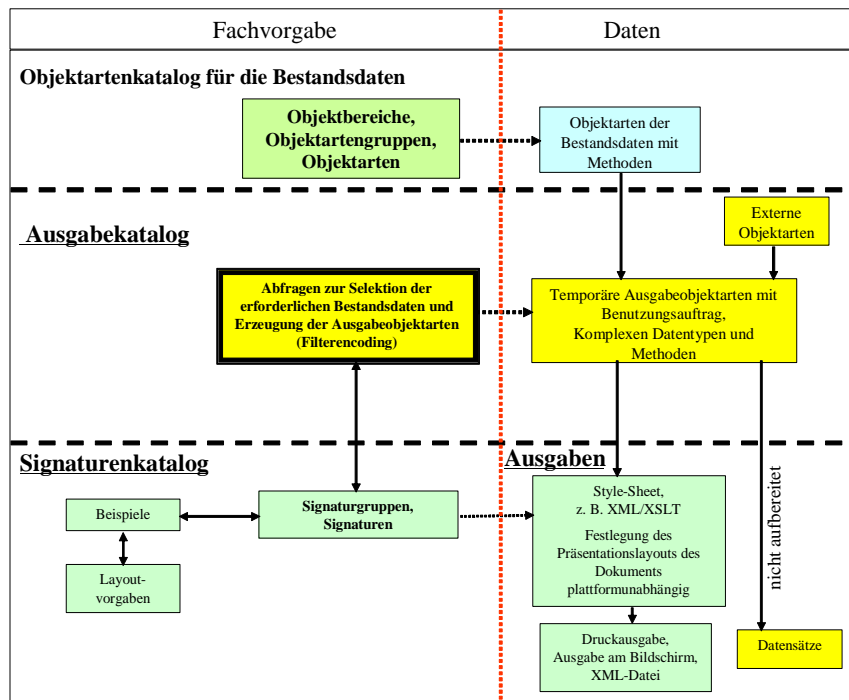 Fachvorgabe
Daten
Objektartenkatalog für die Bestandsdaten
Objektbereiche,
Objektartengruppen,
Objektarten
Objektarten der
Bestandsdaten mit
Methoden
Externe
Objektarten
Ausgabekatalog
Abfragen zur Selektion der
erforderlichen Bestandsdaten und
Erzeugung der Ausgabeobjektarten
(Filterencoding)
Temporäre Ausgabeobjektarten mit
Benutzungsauftrag,
Komplexen Datentypen und
Methoden
Signaturenkatalog
Ausgaben
Beispiele
Layout-
vorgaben
Signaturgruppen,
Signaturen
Style-Sheet,
z. B. XML/XSLT
Festlegung des
Präsentationslayouts des
Dokuments
plattformunabhängig
nicht aufbereitet
Druckausgabe,
Ausgabe am Bildschirm,
XML-Datei
Datensätze